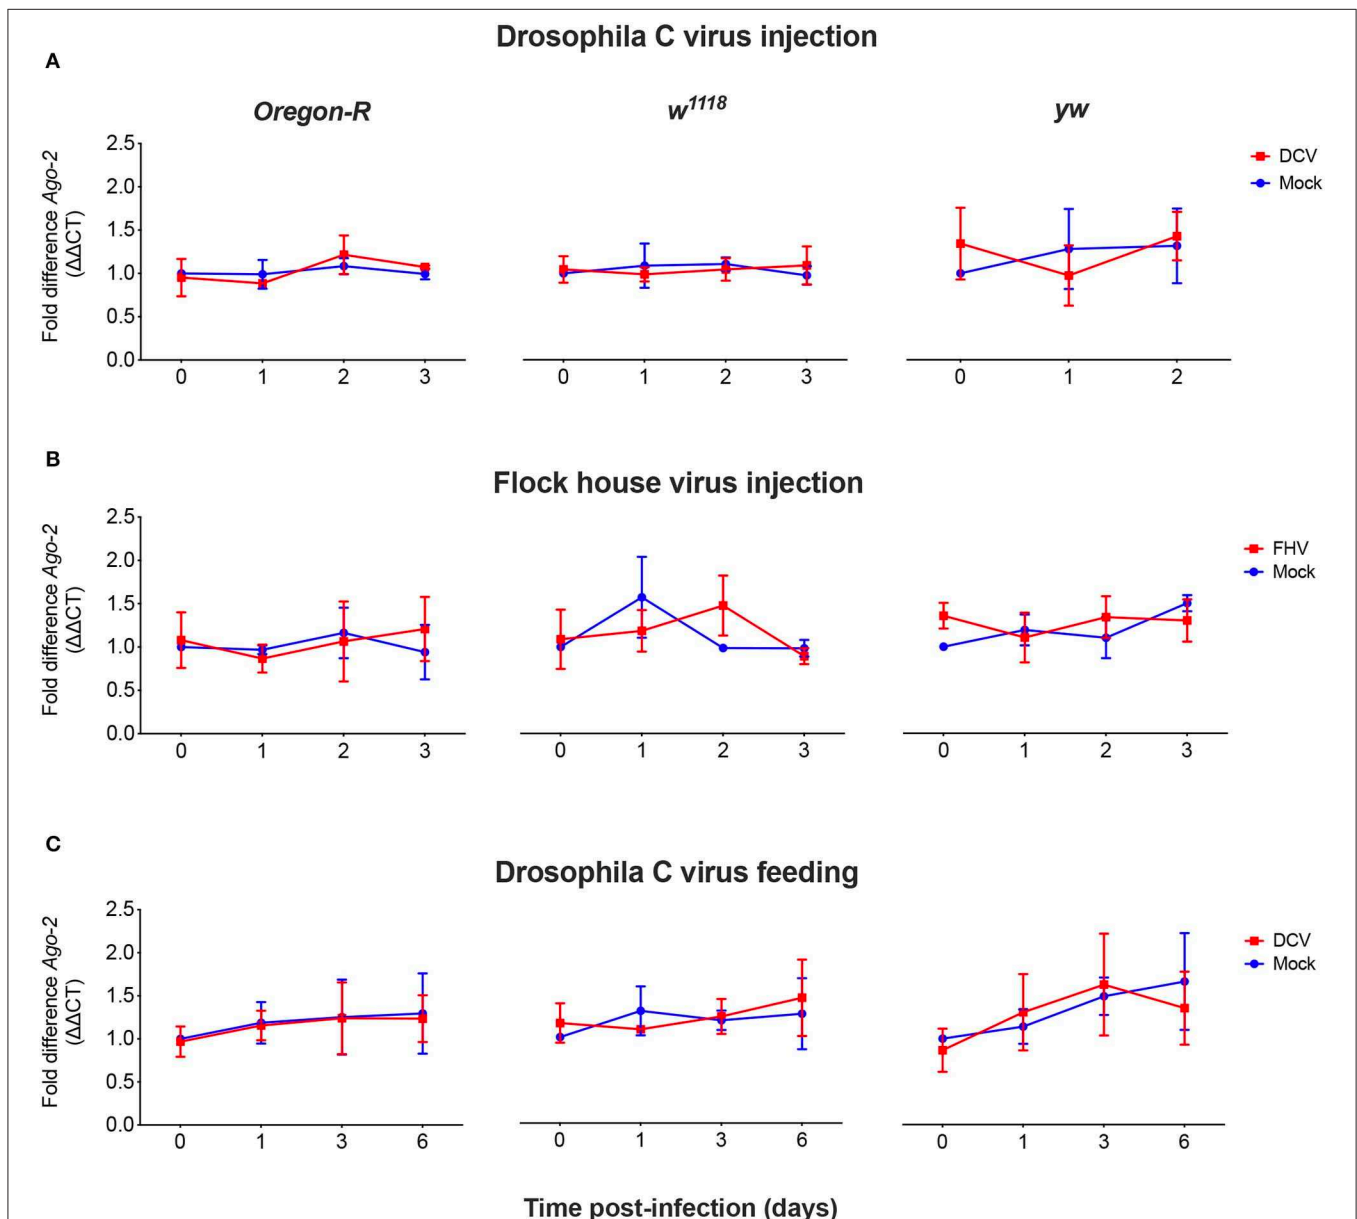 Drosophila C virus injection
A
Oregon-R
w1118
yw
Fold difference Ago-2
(ΔΔCT)
2.5
2.0
1.5
1.0
0.5
0.0
0 1 2 3
0 1 2 3
0 1 2
DCV
Mock
B
Flock house virus injection
Fold difference Ago-2
(ΔΔCT)
2.5
2.0
1.5
1.0
0.5
0.0
0 1 2 3
0 1 2 3
0 1 2 3
FHV
Mock
C
Drosophila C virus feeding
Fold difference Ago-2
(ΔΔCT)
2.5
2.0
1.5
1.0
0.5
0.0
0 1 3 6
0 1 3 6
0 1 3 6
DCV
Mock
Time post-infection (days)